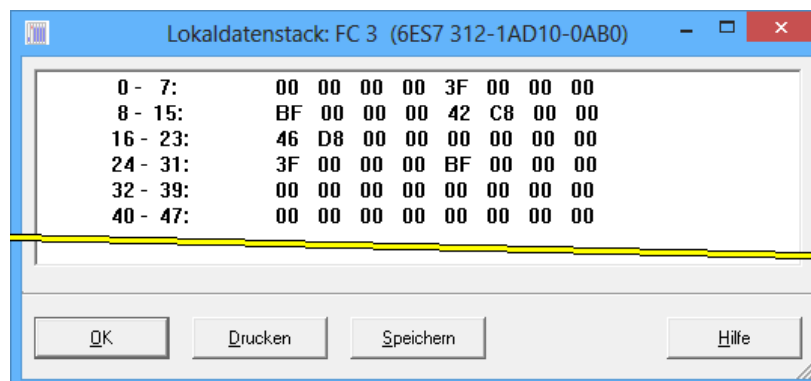 Lokaldatenstack: FC 3 (6ES7 312-1AD10-0AB0)
0 - 7: 00 00 00 00 3F 00 00 00
8 - 15: BF 00 00 00 42 C8 00 00
16 - 23: 46 D8 00 00 00 00 00 00
24 - 31: 3F 00 00 00 BF 00 00 00
32 - 39: 00 00 00 00 00 00 00 00
40 - 47: 00 00 00 00 00 00 00 00
OK Drucken Speichern Hilfe